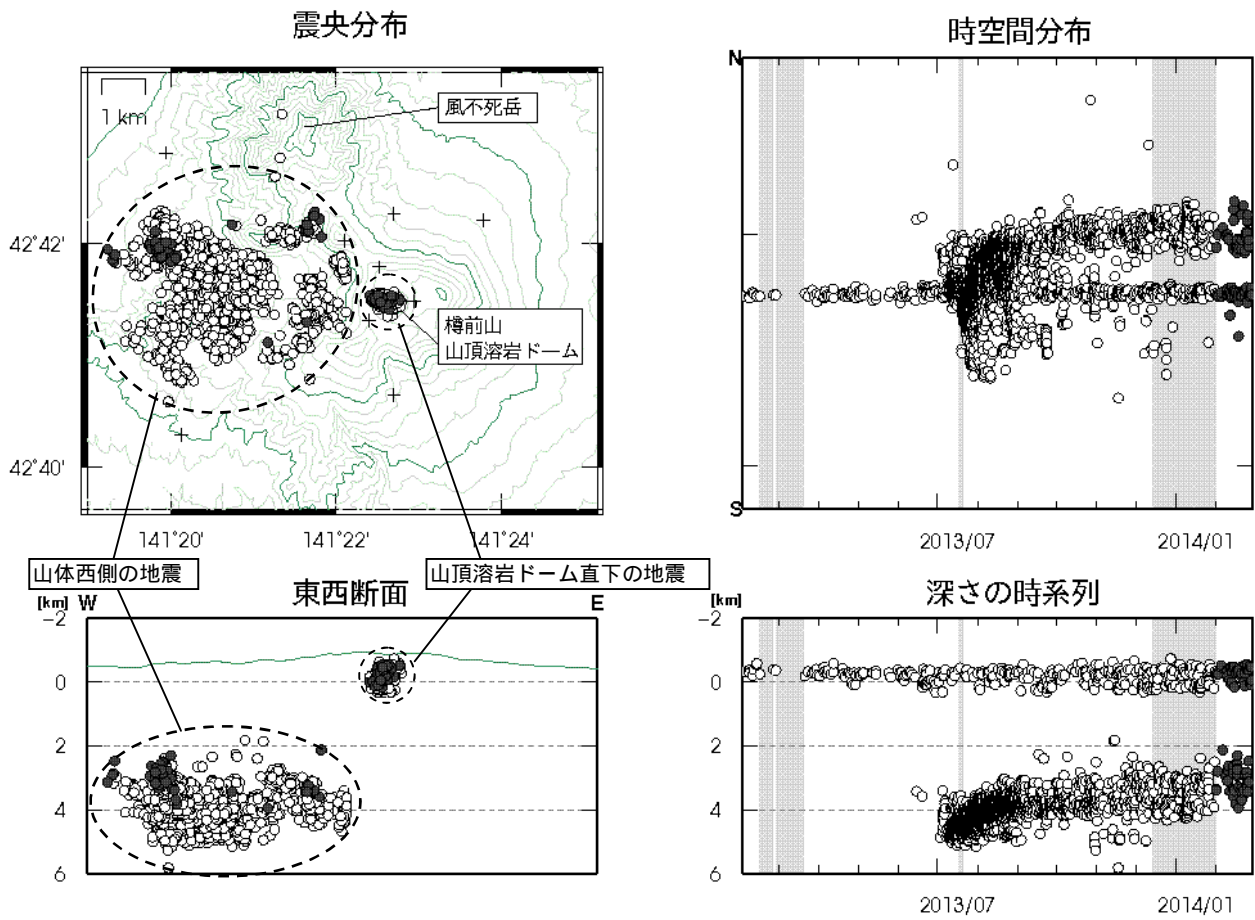 震央分布
1 km
風不死岳
42°42'
樽前山
山頂溶岩ドーム
42°40'
141°20'
141°22'
141°24'
山体西側の地震
山頂溶岩ドーム直下の地震
時空間分布
N
S
2013/07
2014/01
東西断面
[km]
W
E
-2
0
2
4
6
深さの時系列
[km]
-2
0
2
4
6
2013/07
2014/01